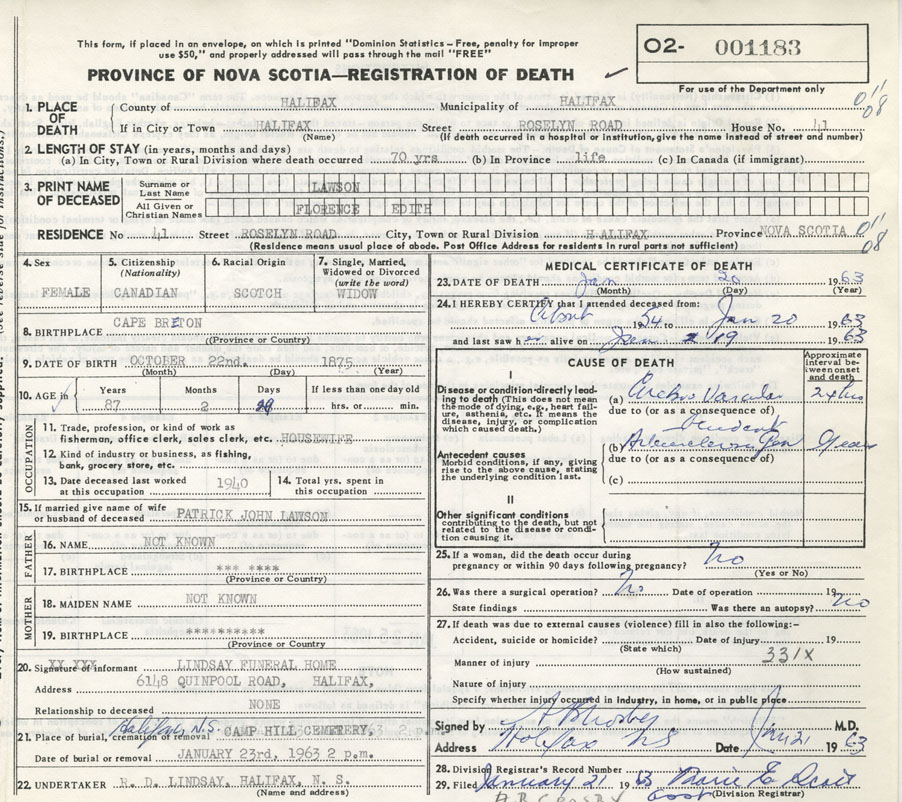 This form, if placed in an envelope, on which is printed "Dominion Statistics – Free, penalty for improper
use $50," and properly addressed will pass through the mail "FREE"
O2- 001183
PROVINCE OF NOVA SCOTIA—REGISTRATION OF DEATH
For use of the Department only
1. PLACE OF DEATH
County of HALIFAX Municipality of HALIFAX
If in City or Town HALIFAX Street ROSELYN ROAD House No. 41
(Name) (If death occurred in a hospital or institution, give the name instead of street and number)
2. LENGTH OF STAY (in years, months and days)
(a) In City, Town or Rural Division where death occurred 70 yrs (b) In Province life (c) In Canada (if immigrant)
3. PRINT NAME OF DECEASED
Surname or Last Name LAWSON
All Given or Christian Names FLORENCE EDITH
RESIDENCE No 41 Street ROSELYN ROAD City, Town or Rural Division HALIFAX Province NOVA SCOTIA
(Residence means usual place of abode. Post Office Address for residents in rural parts not sufficient)
4. Sex
FEMALE
5. Citizenship (Nationality)
CANADIAN
6. Racial Origin
SCOTCH
7. Single, Married, Widowed or Divorced (write the word)
WIDOW
8. BIRTHPLACE CAPE BRETON
(Province or Country)
9. DATE OF BIRTH OCTOBER 22nd. 1875
(Month) (Day) (Year)
10. AGE in
Years Months Days If less than one day old
87 2 hrs. or min.
OCCUPATION
11. Trade, profession, or kind of work as
fisherman, office clerk, sales clerk, etc. HOUSEWIFE
12. Kind of industry or business, as fishing,
bank, grocery store, etc.
13. Date deceased last worked at this occupation 1940
14. Total yrs. spent in this occupation
15. If married give name of wife
or husband of deceased PATRICK JOHN LAWSON
FATHER
16. NAME NOT KNOWN
17. BIRTHPLACE *** ****
(Province or Country)
MOTHER
18. MAIDEN NAME NOT KNOWN
19. BIRTHPLACE **********
(Province or Country
20. Signature of informant LINDSAY FUNERAL HOME
Address 6148 QUINPOOL ROAD, HALIFAX,
Relationship to deceased NONE
21. Place of burial, cremation or removal Halifax, N.S. CAMP HILL CEMETERY,
Date of burial or removal JANUARY 23rd, 1963 2 p.m.
22. UNDERTAKER R. D. LINDSAY, HALIFAX, N. S.
(Name and address)
MEDICAL CERTIFICATE OF DEATH
23. DATE OF DEATH Jan 20 1963
(Month) (Day) (Year)
24. I HEREBY CERTIFY that I attended deceased from:
About 1954 to Jan 20 1963
and last saw her alive on Jan 19 1963
CAUSE OF DEATH
Approximate interval between onset and death
I
Disease or condition directly leading to death (This does not mean the mode of dying, e.g., heart failure, asthenia, etc. It means the disease, injury, or complication which caused death.)
(a) Cerebro Vascular 24 hrs
due to (or as a consequence of)
Antecedent causes
Morbid conditions, if any, giving rise to the above cause, stating the underlying condition last.
(b) years
due to (or as a consequence of)
(c)
II
Other significant conditions
contributing to the death, but not related to the disease or condition causing it.
25. If a woman, did the death occur during
pregnancy or within 90 days following pregnancy? No
(Yes or No)
26. Was there a surgical operation? No Date of operation 19
State findings Was there an autopsy? no
27. If death was due to external causes (violence) fill in also the following:–
Accident, suicide or homicide? Date of injury 19
(State which)
331X
Manner of injury
(How sustained)
Nature of injury
Specify whether injury occurred in industry, in home, or in public place
Signed by M.D.
Address Halifax NS Date Jan 21 1963
28. Division Registrar's Record Number
29. Filed January 21 1963
(Division Registrar)